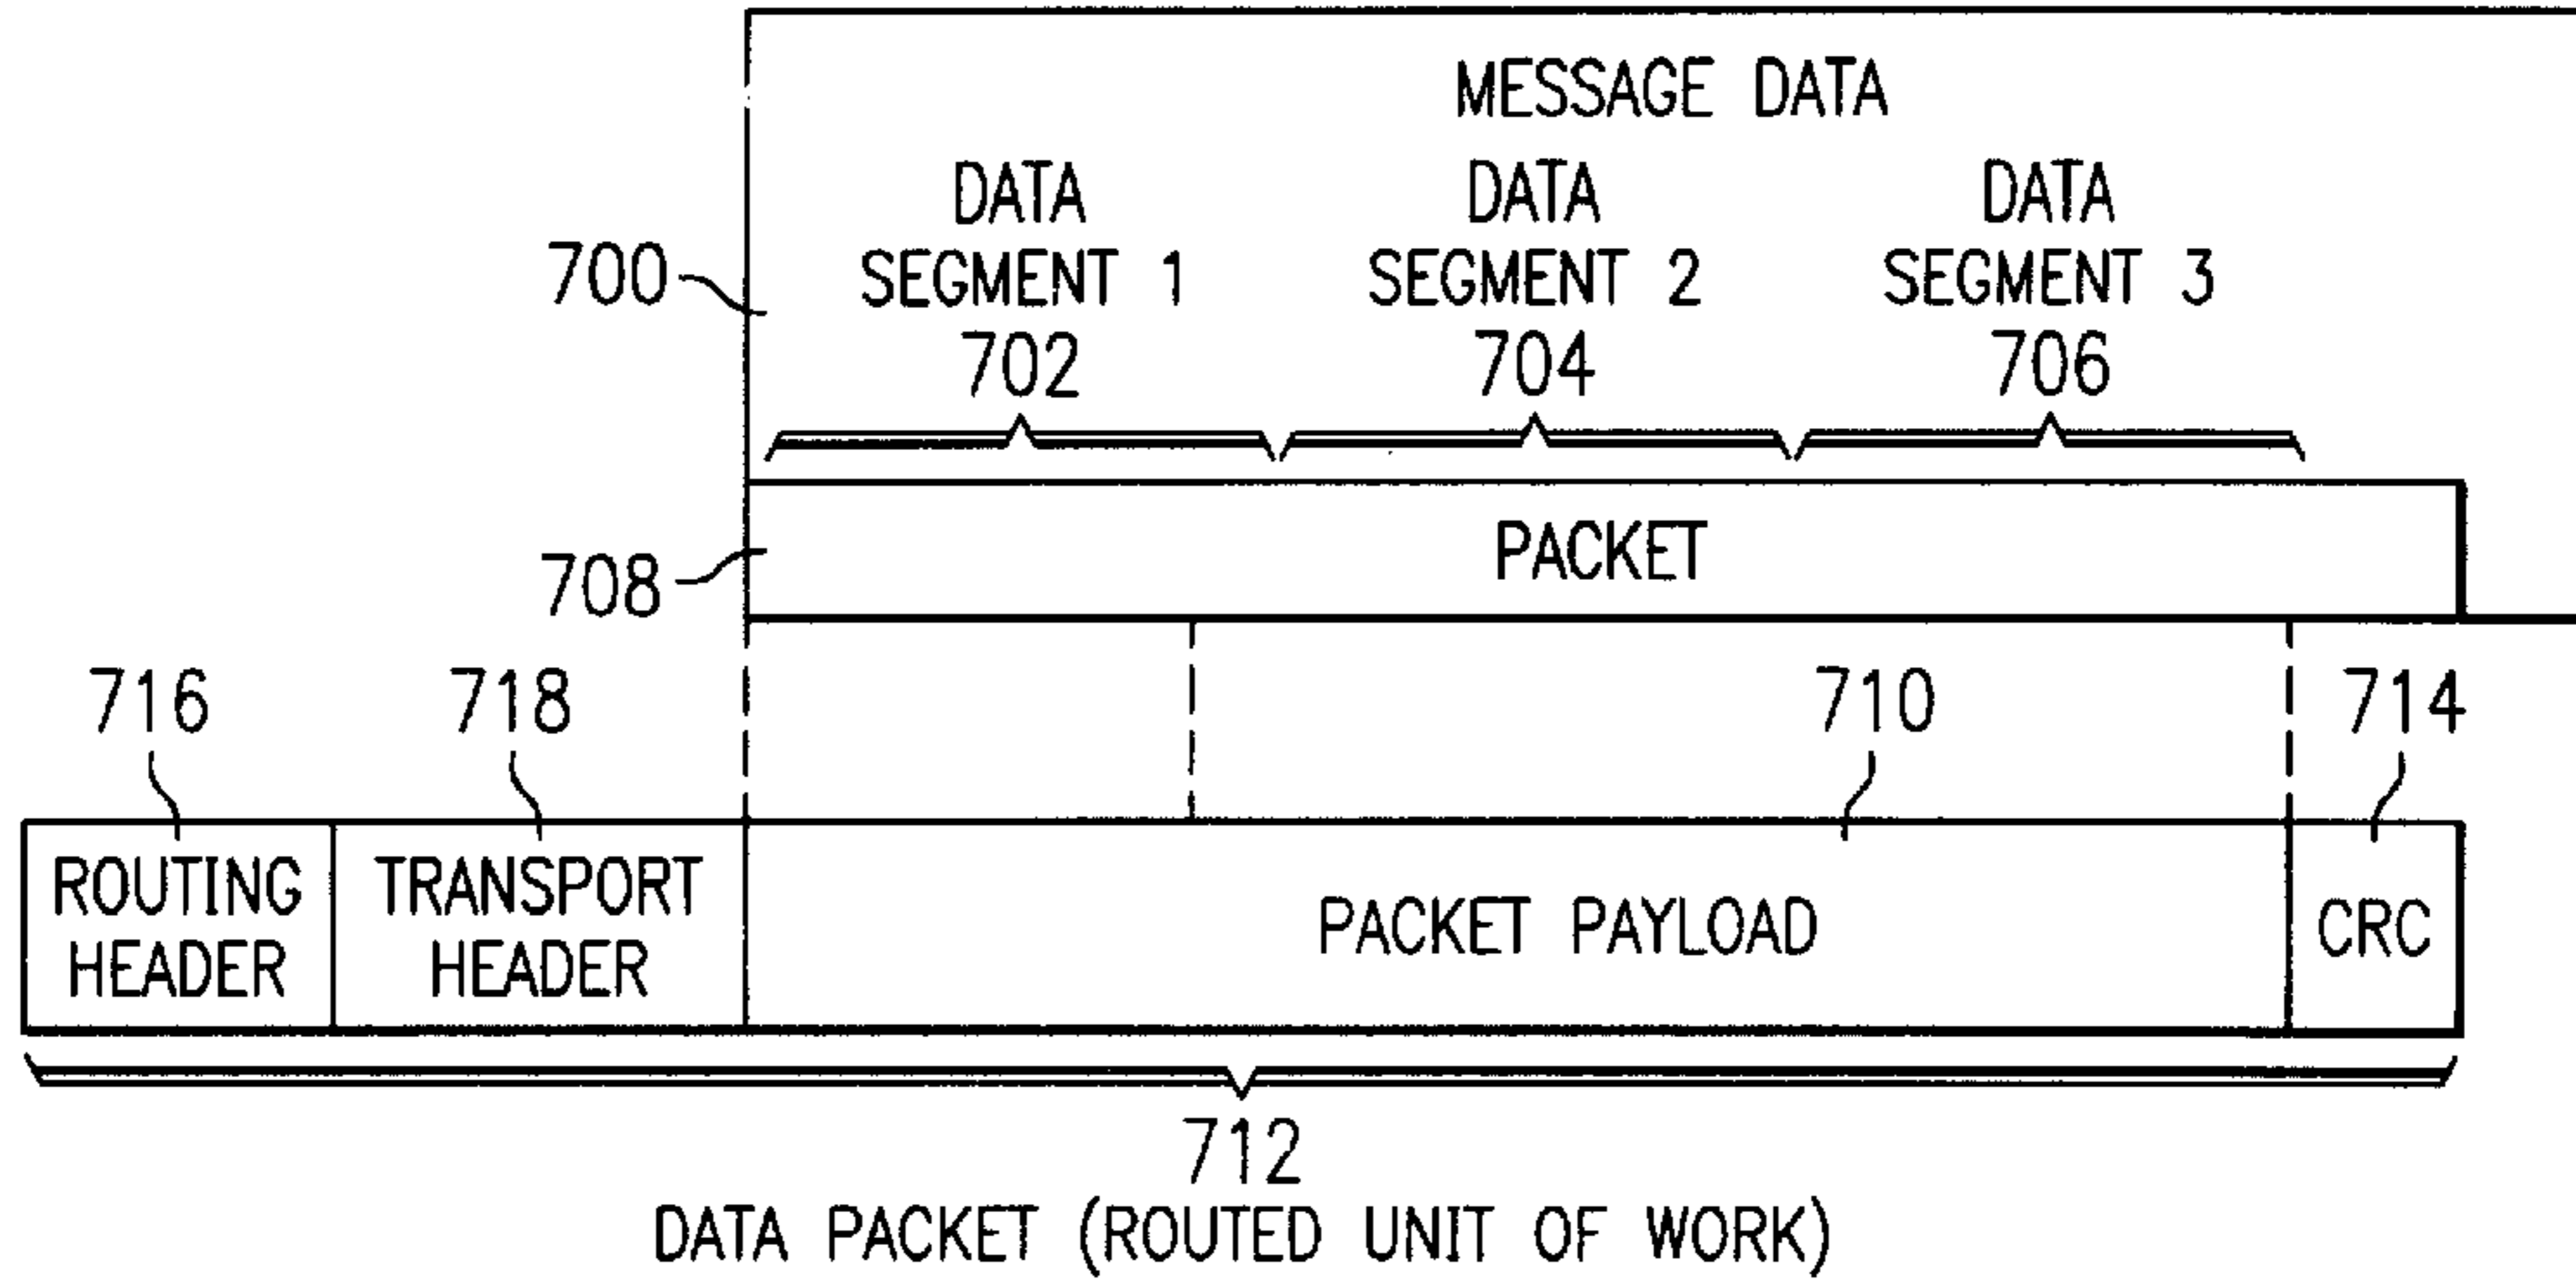 MESSAGE DATA
DATA SEGMENT 1 702
DATA SEGMENT 2 704
DATA SEGMENT 3 706
700
PACKET
708
716
718
710
714
ROUTING HEADER
TRANSPORT HEADER
PACKET PAYLOAD
CRC
712
DATA PACKET (ROUTED UNIT OF WORK)